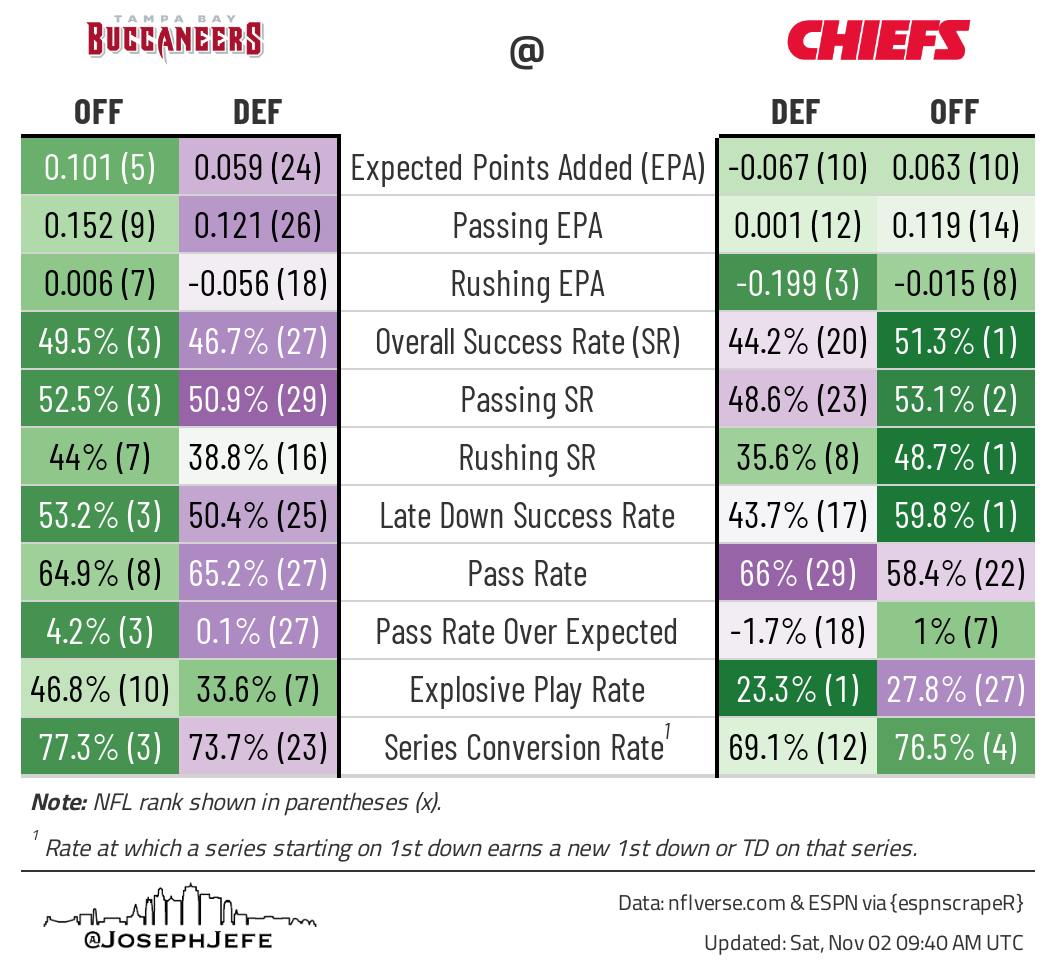 TAMPA BAY
BUCCANEERS
@
CHIEFS
OFF DEF DEF OFF
0.101 (5) 0.059 (24) Expected Points Added (EPA) -0.067 (10) 0.063 (10)
0.152 (9) 0.121 (26) Passing EPA 0.001 (12) 0.119 (14)
0.006 (7) -0.056 (18) Rushing EPA -0.199 (3) -0.015 (8)
49.5% (3) 46.7% (27) Overall Success Rate (SR) 44.2% (20) 51.3% (1)
52.5% (3) 50.9% (29) Passing SR 48.6% (23) 53.1% (2)
44% (7) 38.8% (16) Rushing SR 35.6% (8) 48.7% (1)
53.2% (3) 50.4% (25) Late Down Success Rate 43.7% (17) 59.8% (1)
64.9% (8) 65.2% (27) Pass Rate 66% (29) 58.4% (22)
4.2% (3) 0.1% (27) Pass Rate Over Expected -1.7% (18) 1% (7)
46.8% (10) 33.6% (7) Explosive Play Rate 23.3% (1) 27.8% (27)
77.3% (3) 73.7% (23) Series Conversion Rate¹ 69.1% (12) 76.5% (4)
Note: NFL rank shown in parentheses (x).
¹ Rate at which a series starting on 1st down earns a new 1st down or TD on that series.
@JOSEPHJEFE
Data: nflverse.com & ESPN via {espnscrapeR}
Updated: Sat, Nov 02 09:40 AM UTC